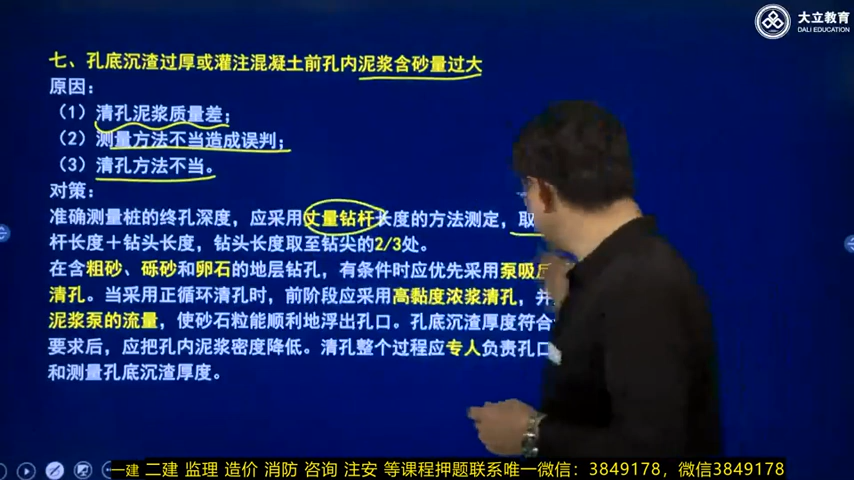 大立教育
DALI EDUCATION
七、孔底沉渣过厚或灌注混凝土前孔内泥浆含砂量过大
原因：
（1）清孔泥浆质量差；
（2）测量方法不当造成误判；
（3）清孔方法不当。
对策：
准确测量桩的终孔深度，应采用丈量钻杆长度的方法测定，取
杆长度＋钻头长度，钻头长度取至钻尖的2/3处。
在含粗砂、砾砂和卵石的地层钻孔，有条件时应优先采用泵吸
清孔。当采用正循环清孔时，前阶段应采用高黏度浓浆清孔，并
泥浆泵的流量，使砂石粒能顺利地浮出孔口。孔底沉渣厚度符合
要求后，应把孔内泥浆密度降低。清孔整个过程应专人负责孔口
和测量孔底沉渣厚度。
一建 二建 监理 造价 消防 咨询 注安 等课程押题联系唯一微信：3849178，微信3849178